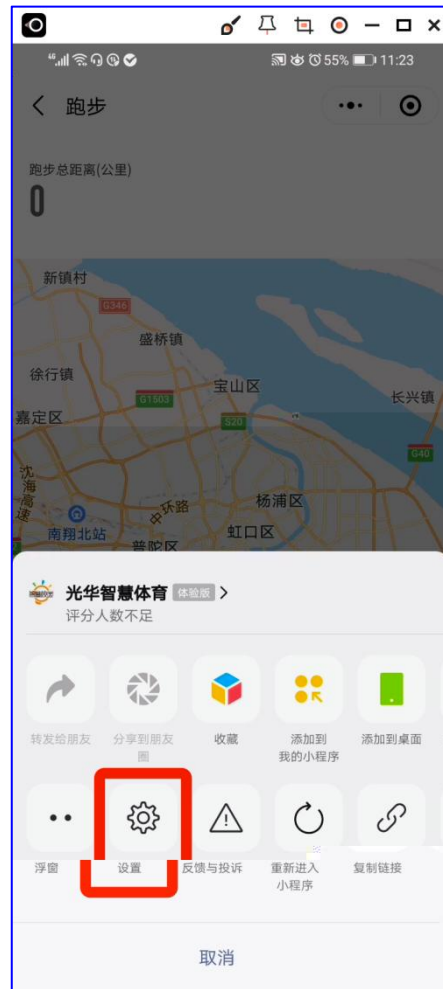 55% 11:23
跑步
跑步总距离(公里)
0
新镇村
G346
盛桥镇
徐行镇
宝山区
G1503
长兴镇
嘉定区
S20
G40
沈海高速
中环路
杨浦区
南翔北站
虹口区
普陀区
光华智慧体育 体验版 >
评分人数不足
转发给朋友
分享到朋友圈
收藏
添加到
我的小程序
添加到桌面
浮窗
设置
反馈与投诉
重新进入
小程序
复制链接
取消